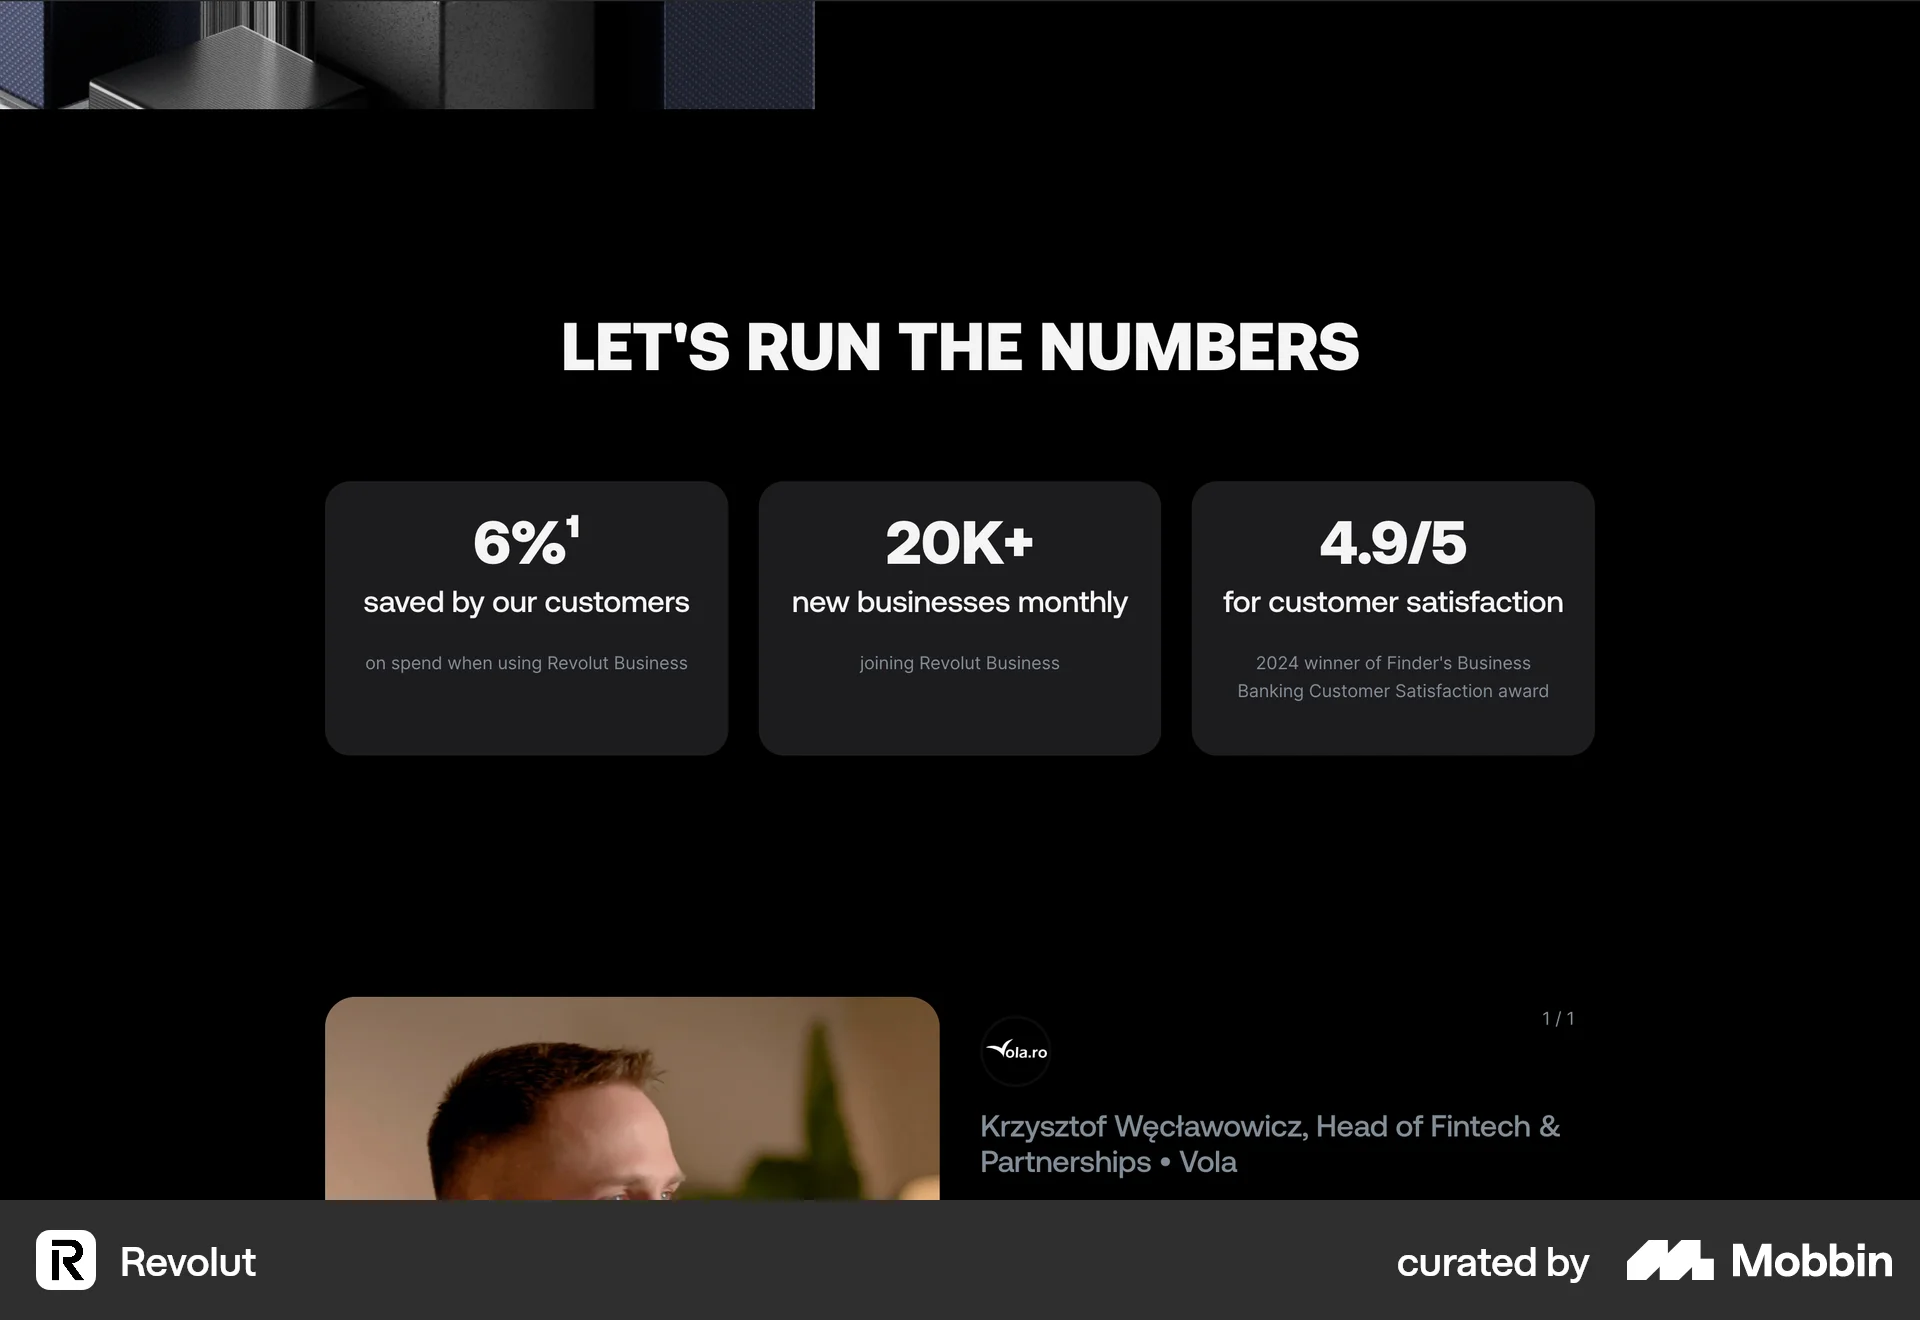 LET'S RUN THE NUMBERS
6%¹
saved by our customers
on spend when using Revolut Business
20K+
new businesses monthly
joining Revolut Business
4.9/5
for customer satisfaction
2024 winner of Finder's Business
Banking Customer Satisfaction award
Vola.ro
1 / 1
Krzysztof Węcławowicz, Head of Fintech &
Partnerships • Vola
R Revolut
curated by Mobbin